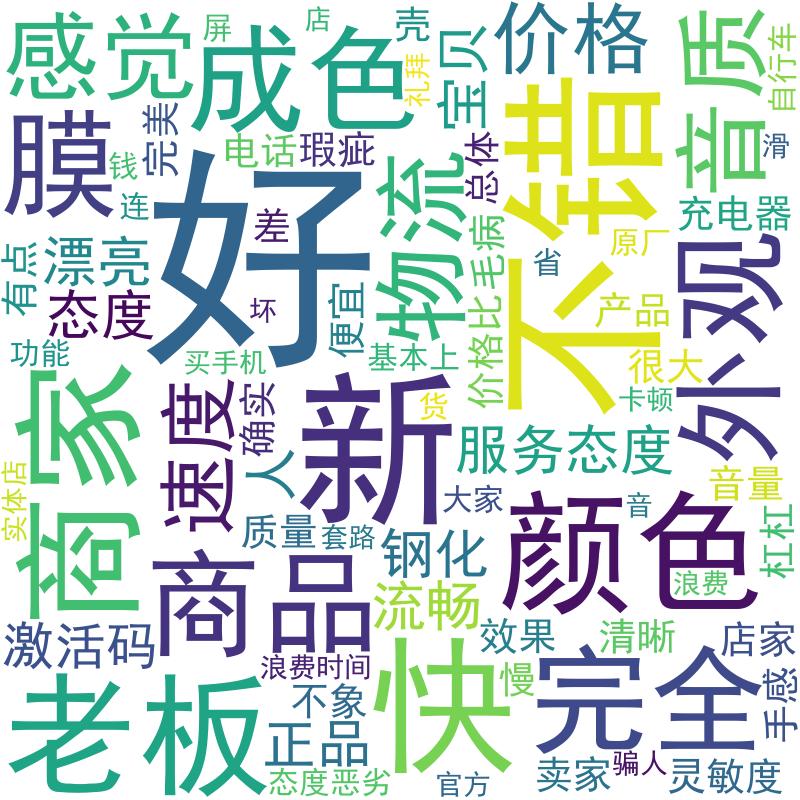 感觉
屏
店
壳
价格
音质
自行车
成色
礼拜
宝贝
膜
完美
钱
电话
瑕疵
总体
不错
滑
连
好
差
物流
充电器
有点
漂亮
毛病
原厂
外观
态度
坏
便宜
价格比
省
产品
功能
买手机
基本上
很大
商家
速度
确实
新
货
卡顿
人
服务态度
实体店
大家
音量
质量
套路
钢化
颜色
音
杠杠
商品
流畅
浪费
激活码
浪费时间
效果
清晰
店家
老板
不象
快
慢
完全
手感
正品
态度恶劣
官方
卖家
骗人
灵敏度